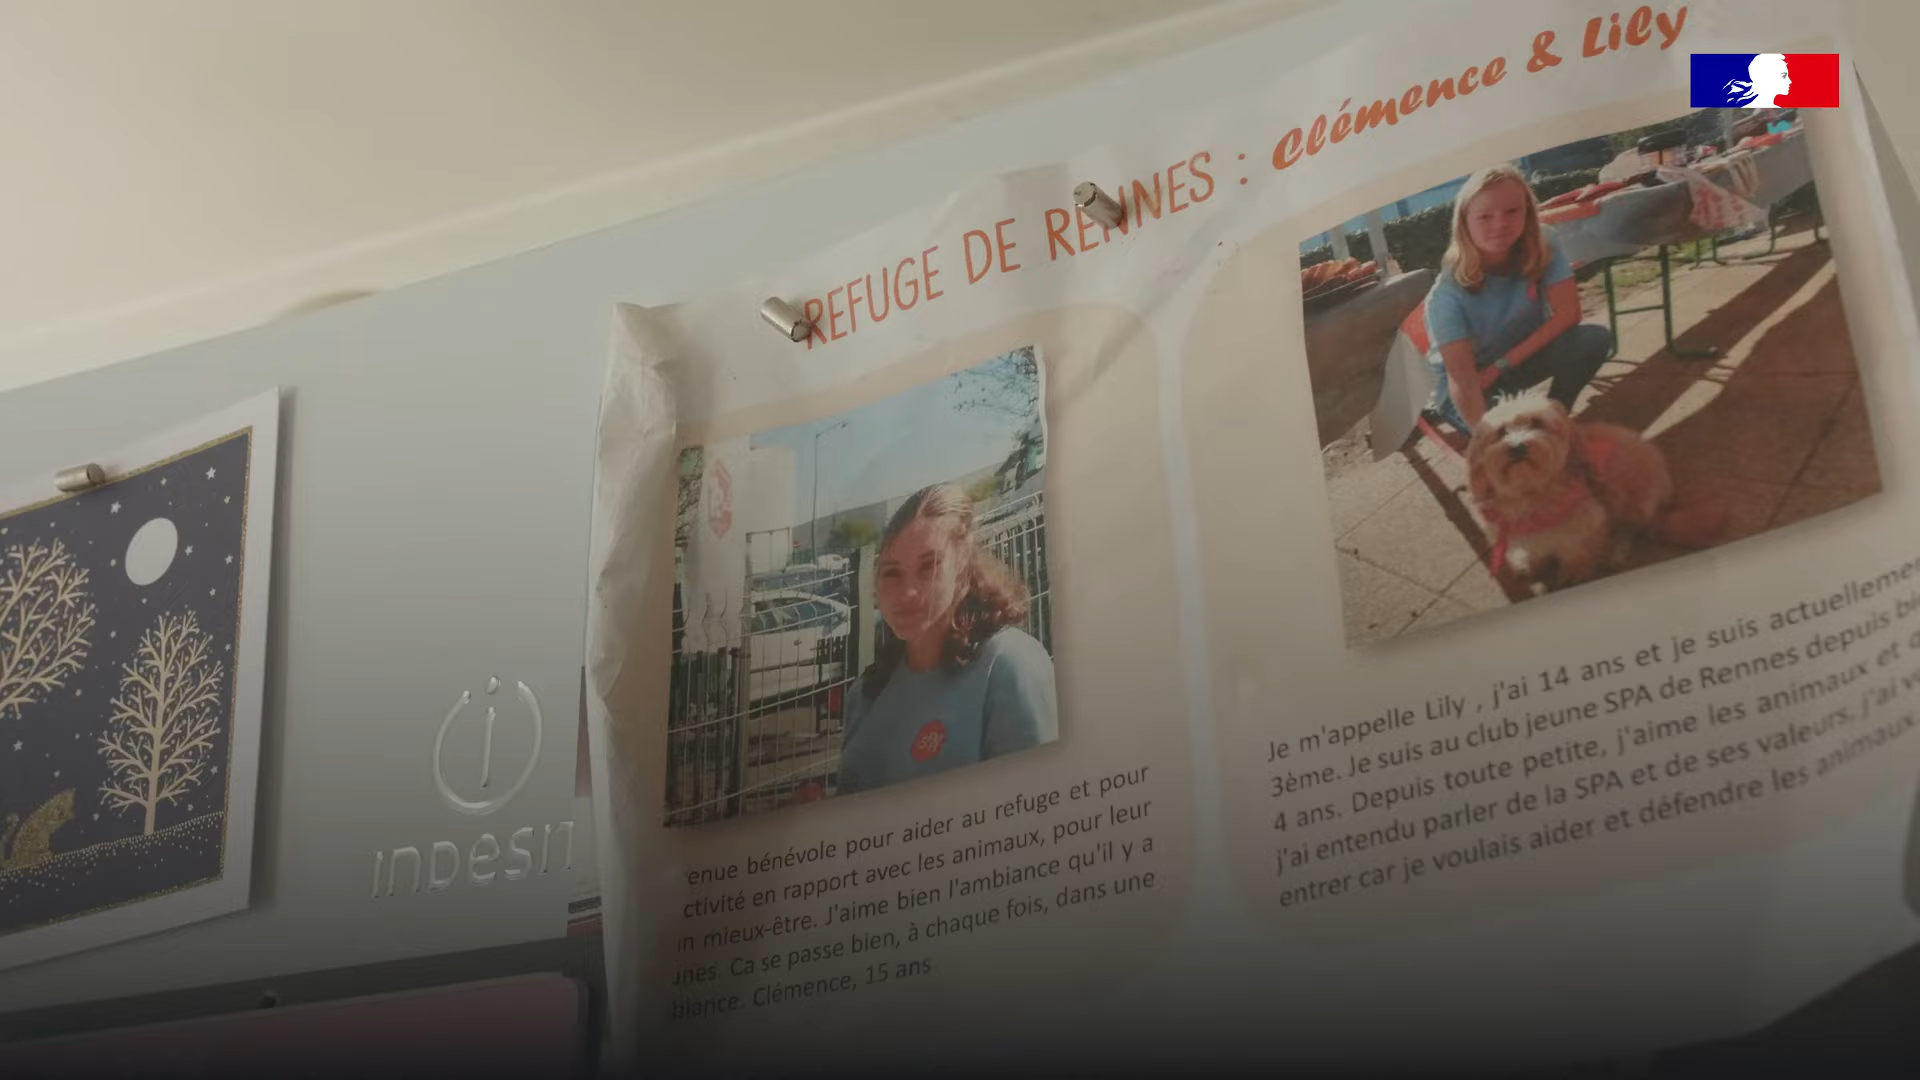 REFUGE DE RENNES : Clémence & Lily
enue bénévole pour aider au refuge et pour
ctivité en rapport avec les animaux, pour leur
n mieux-être. J'aime bien l'ambiance qu'il y a
nes. Ca se passe bien, à chaque fois, dans une
biance. Clémence, 15 ans
Je m'appelle Lily , j'ai 14 ans et je suis actuelleme
3ème. Je suis au club jeune SPA de Rennes depuis bi
4 ans. Depuis toute petite, j'aime les animaux et
j'ai entendu parler de la SPA et de ses valeurs, j'ai
entrer car je voulais aider et défendre les animaux
SPA
INDESIT